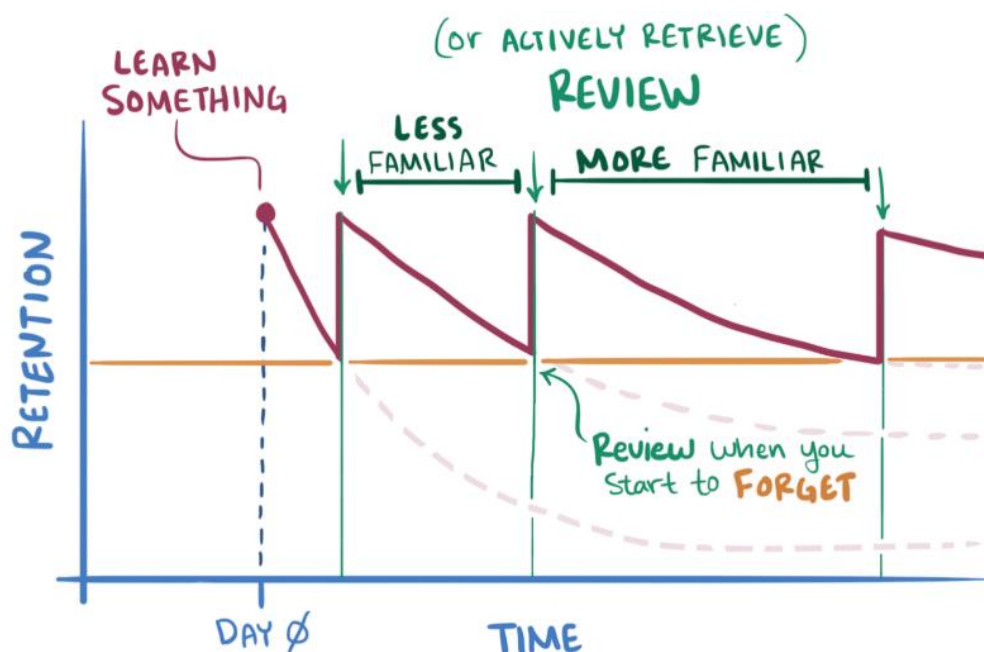 (or ACTIVELY RETRIEVE)
REVIEW
LEARN
SOMETHING
LESS
FAMILIAR
MORE FAMILIAR
RETENTION
Review when you
start to FORGET
DAY 0
TIME